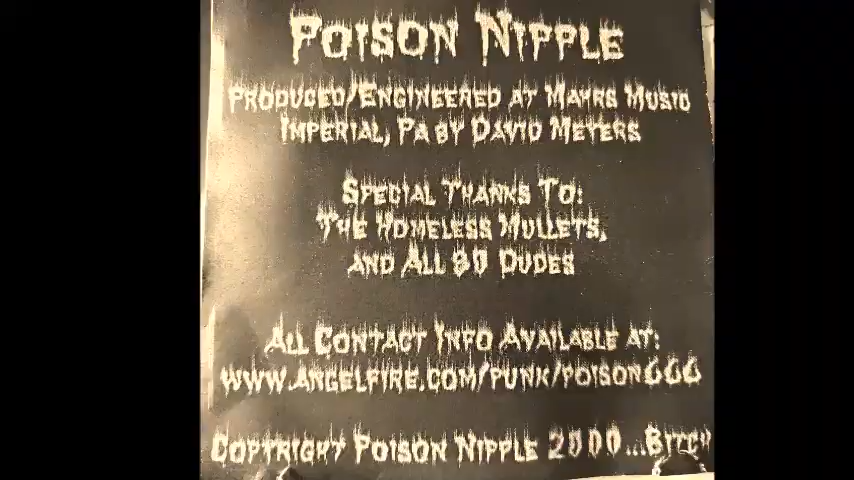 Poison Nipple
Produced/Engineered at Mahrs Music
Imperial, Pa by David Meyers
Special Thanks To:
The Homeless Mullets,
and All 80 Dudes
All Contact Info Available at:
www.angelfire.com/punk/poison666
Copyright Poison Nipple 2000...Bitch